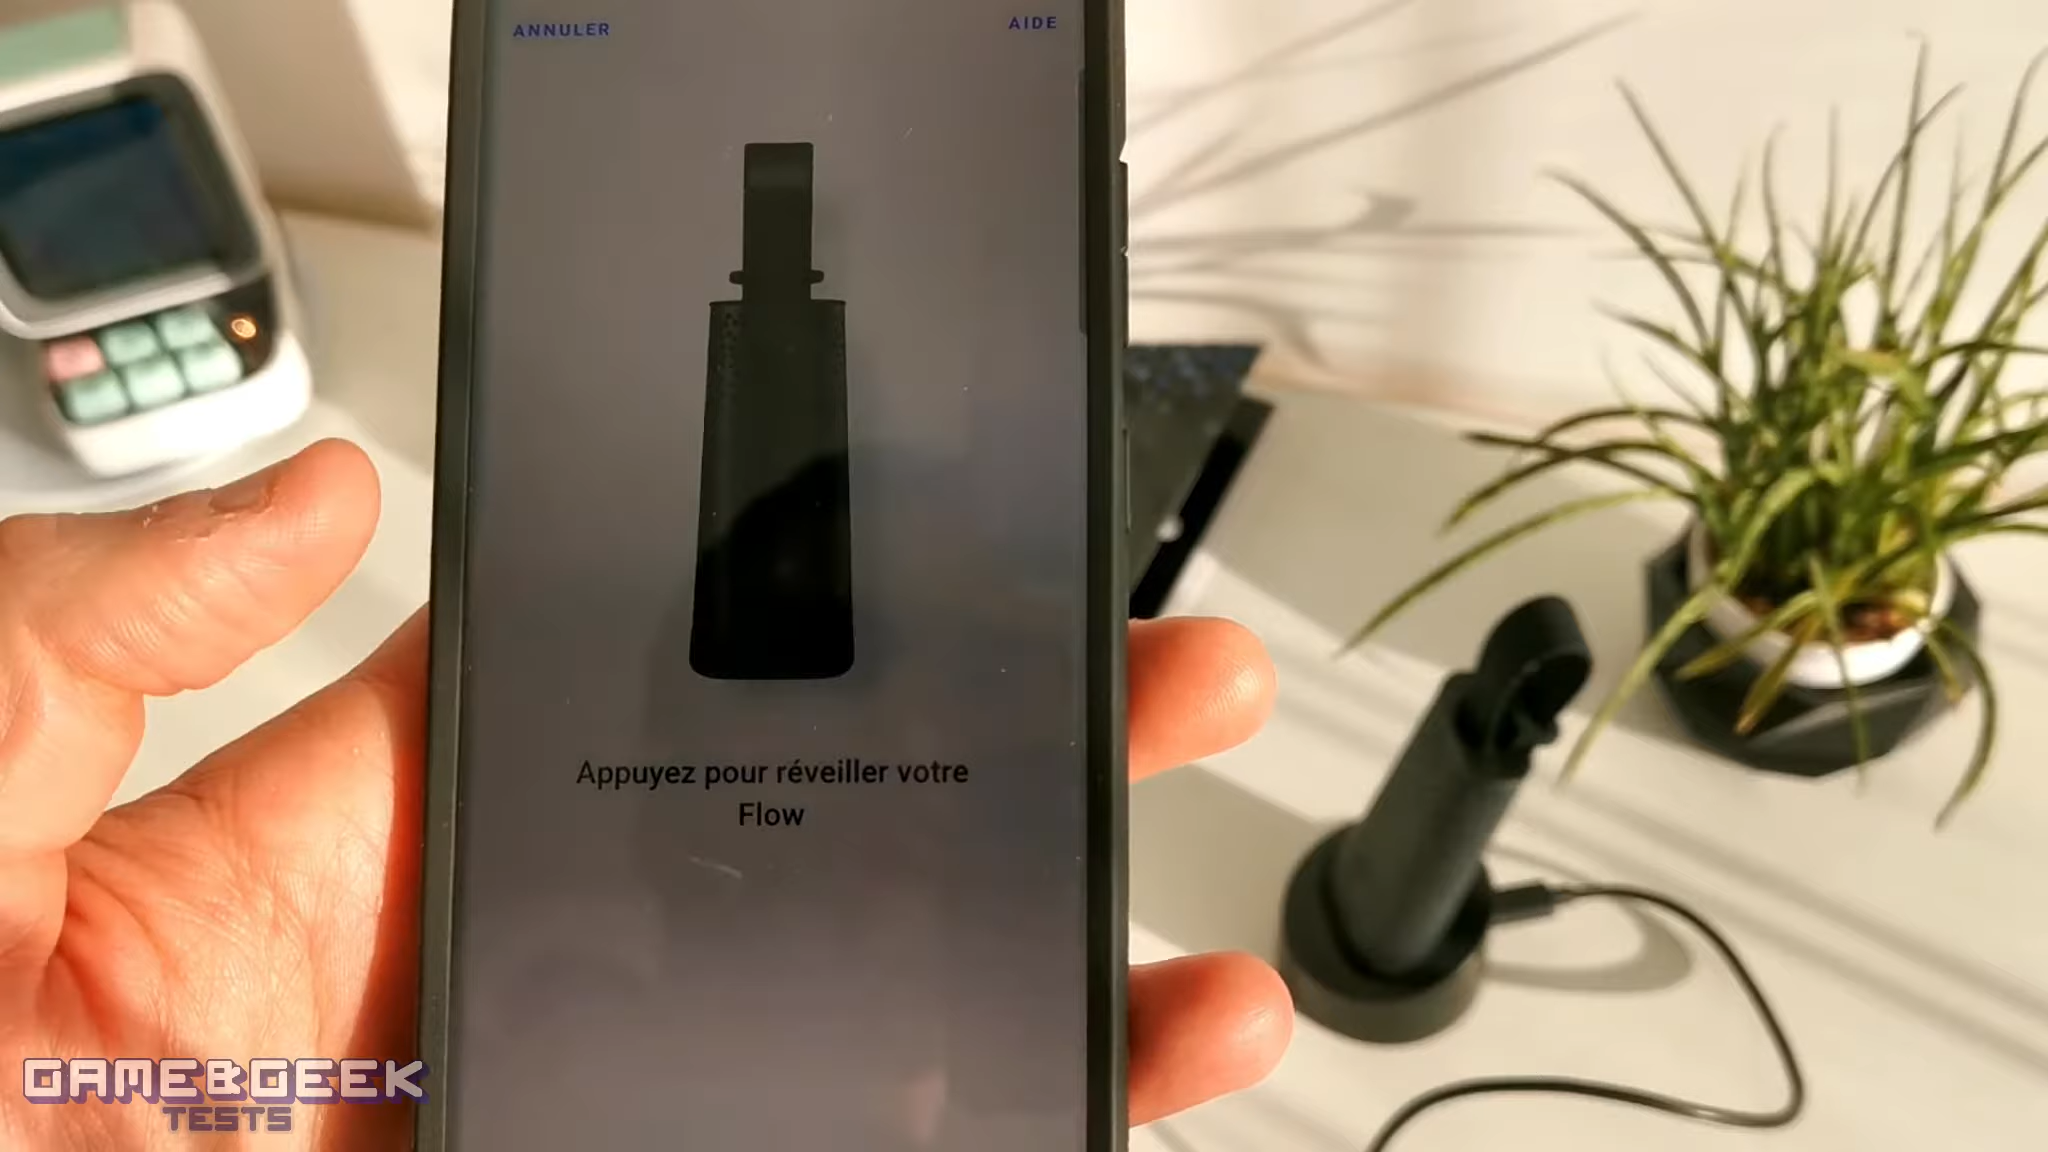 ANNULER
AIDE
Appuyez pour réveiller votre
Flow
GAME&GEEK
TESTS